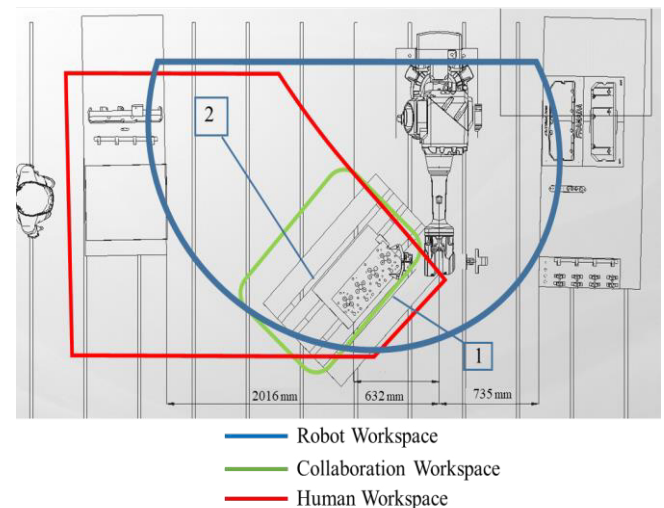 2
1
2016 mm
632 mm
735 mm
Robot Workspace
Collaboration Workspace
Human Workspace